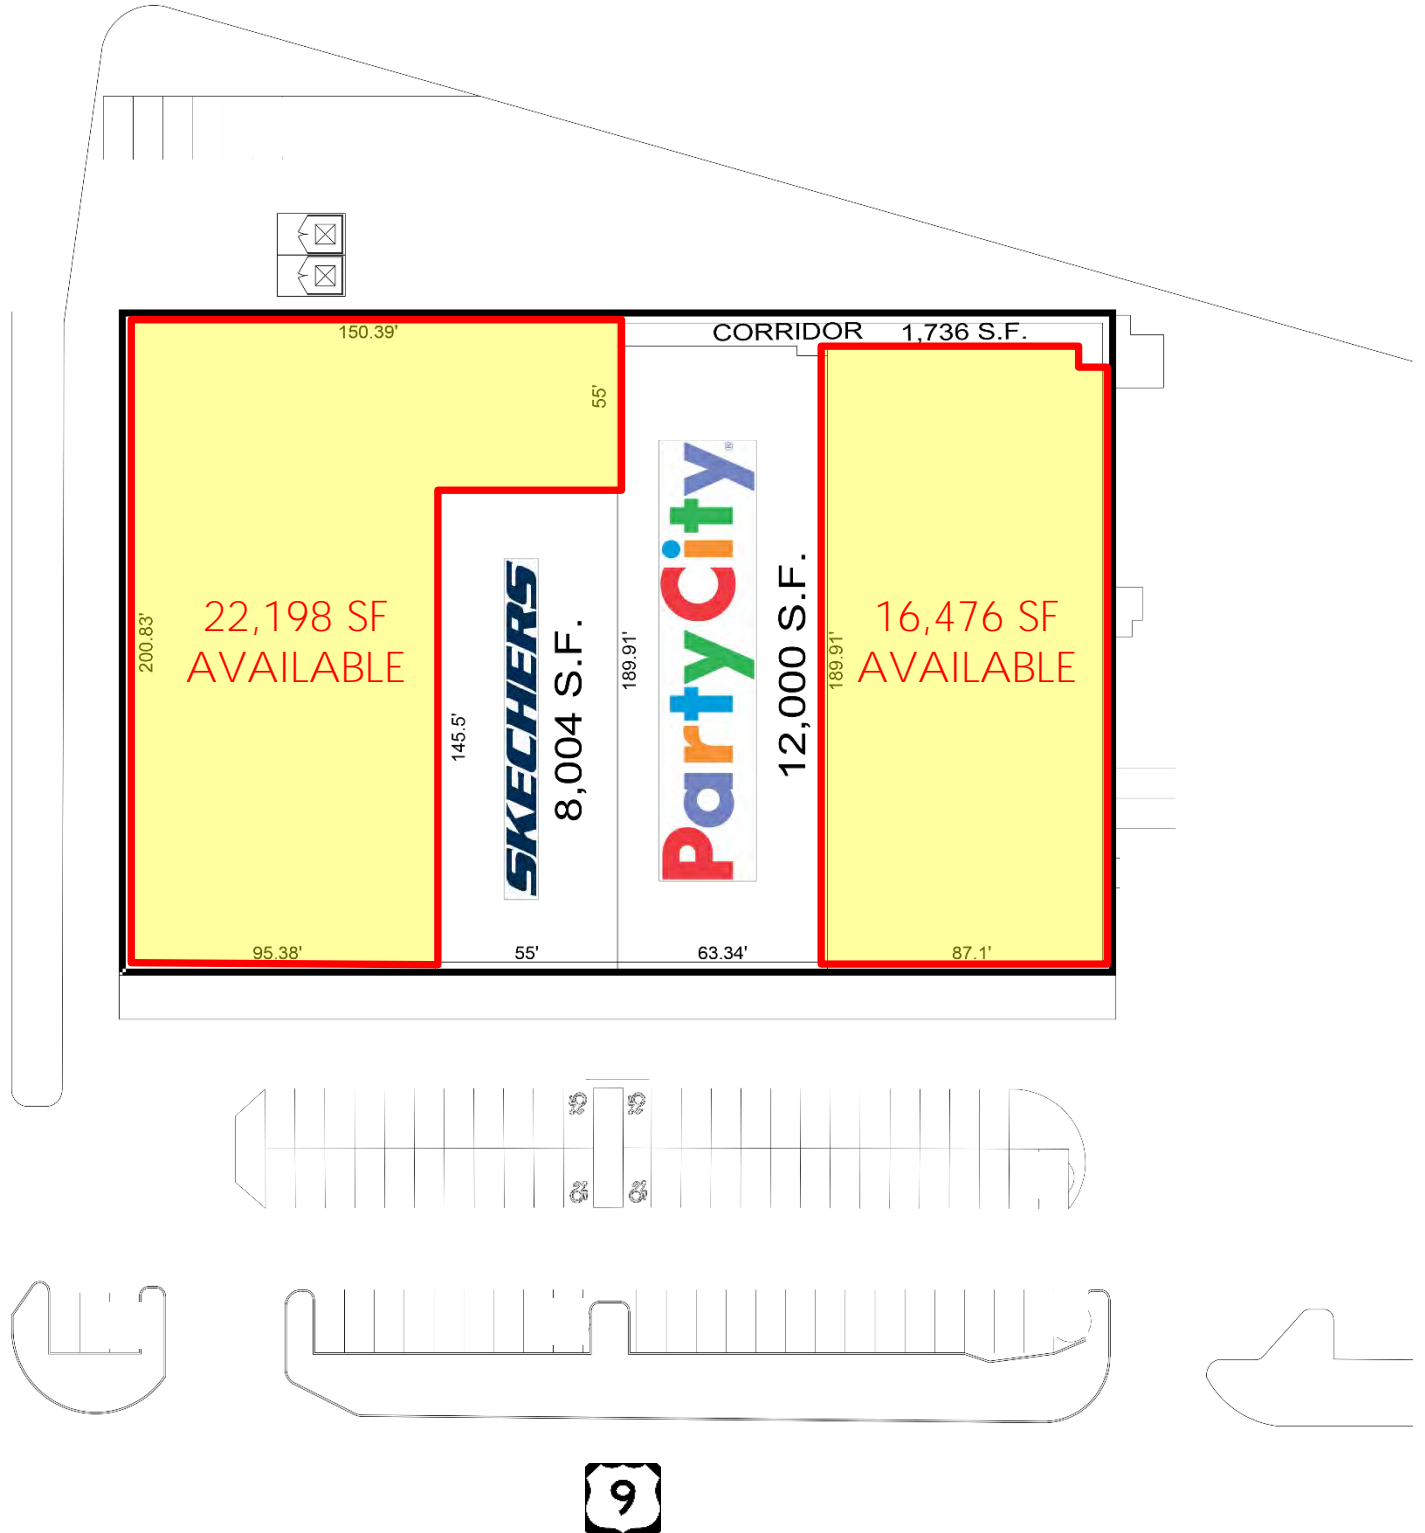 150.39'
CORRIDOR 1,736 S.F.
55'
200.83'
22,198 SF
AVAILABLE
145.5'
SKECHERS
8,004 S.F.
189.91'
PartyCity®
12,000 S.F.
189.91'
16,476 SF
AVAILABLE
95.38'
55'
63.34'
87.1'
9